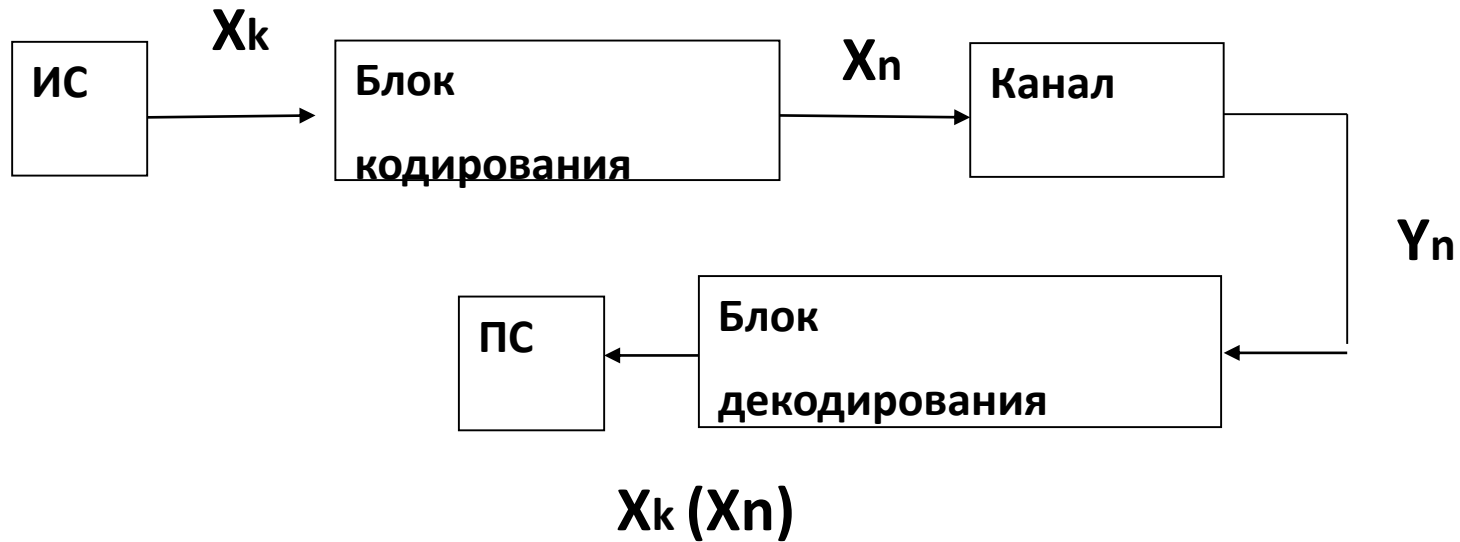 Xk
ИС
Блок
кодирования
Xn
Канал
Yn
ПС
Блок
декодирования
Xk (Xn)